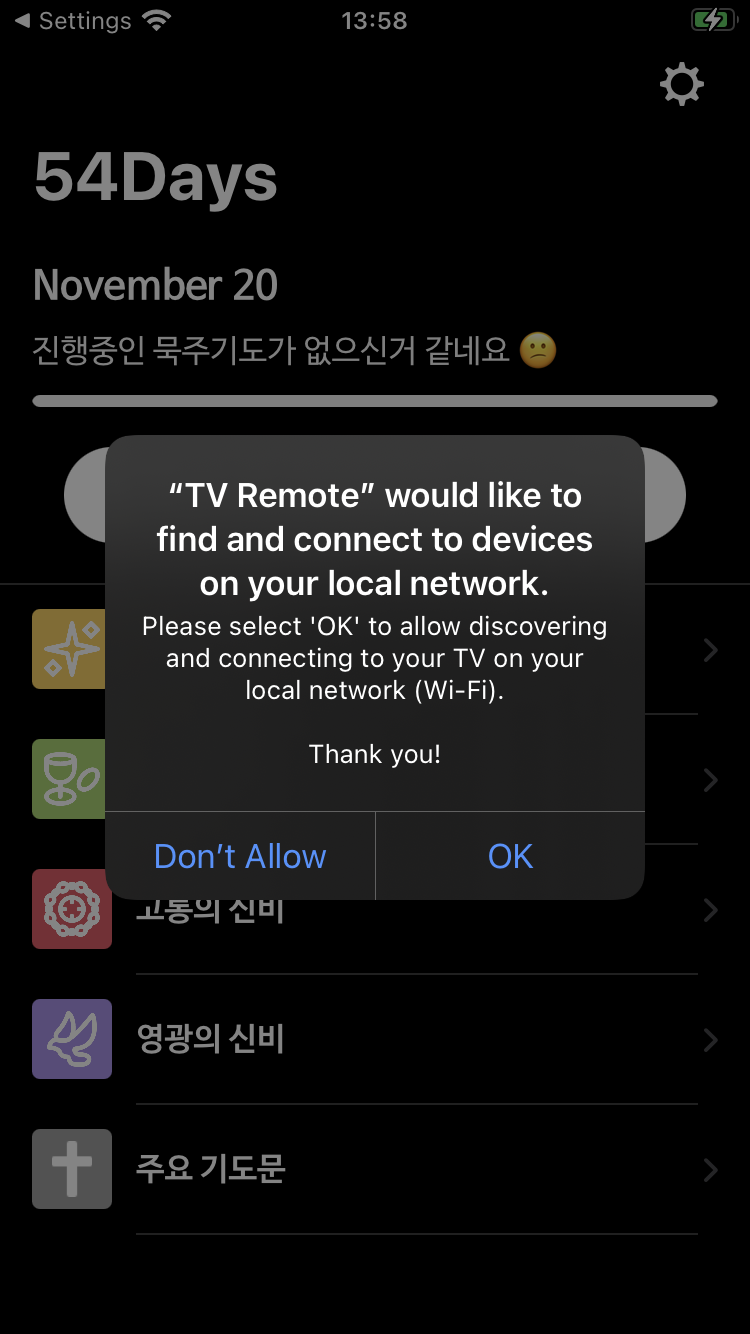 Settings
13:58
54Days
November 20
진행중인 묵주기도가 없으신거 같네요 😕
“TV Remote” would like to
find and connect to devices
on your local network.
Please select 'OK' to allow discovering
and connecting to your TV on your
local network (Wi-Fi).
Thank you!
Don’t Allow
OK
고통의 신비
영광의 신비
주요 기도문